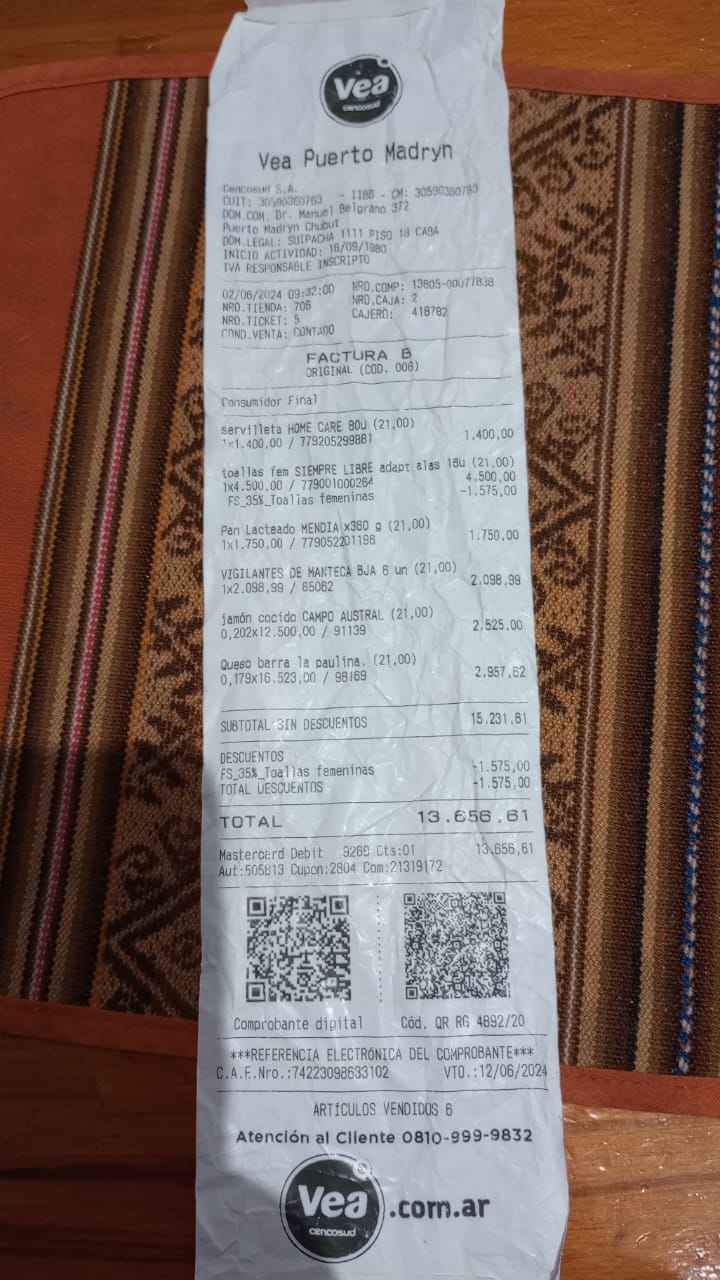 Vea
cencosud
Vea Puerto Madryn
Cencosud S.A.
CUIT: 30590360763 - IIBB - CM: 30590360763
DOM.COM. Dr. Manuel Belgrano 372
Puerto Madryn Chubut
DOM.LEGAL: SUIPACHA 1111 PISO 18 CABA
INICIO ACTIVIDAD: 18/09/1980
IVA RESPONSABLE INSCRIPTO
02/06/2024 09:32:00 NRO.COMP: 13605-00077838
NRO.TIENDA: 706 NRO.CAJA: 2
NRO.TICKET: 5 CAJERO: 418782
COND.VENTA: CONTADO
FACTURA B
ORIGINAL (COD. 006)
Consumidor Final
servilleta HOME CARE 80U (21,00)
1x1.400,00 / 779205299881 1.400,00
toallas fem SIEMPRE LIBRE adapt alas 16u (21,00)
1x4.500,00 / 779001000264 4.500,00
FS_35%_Toallas femeninas -1.575,00
Pan Lacteado MENDIA x360 g (21,00)
1x1.750,00 / 779052201198 1.750,00
VIGILANTES DE MANTECA BJA 6 un (21,00)
1x2.098,99 / 65062 2.098,99
jamón cocido CAMPO AUSTRAL (21,00)
0,202x12.500,00 / 91139 2.525,00
Queso barra la paulina. (21,00)
0,179x16.523,00 / 98169 2.957,62
SUBTOTAL SIN DESCUENTOS 15.231,61
DESCUENTOS
FS_35%_Toallas femeninas -1.575,00
TOTAL DESCUENTOS -1.575,00
TOTAL 13.656,61
Mastercard Debit 9269 Cts:01 13.656,61
Aut:505813 Cupon:2804 Com:21319172
Comprobante digital Cód. QR RG 4892/20
***REFERENCIA ELECTRÓNICA DEL COMPROBANTE***
C.A.E.Nro.:74223098633102 VTO.:12/06/2024
ARTÍCULOS VENDIDOS 6
Atención al Cliente 0810-999-9832
Vea .com.ar
cencosud